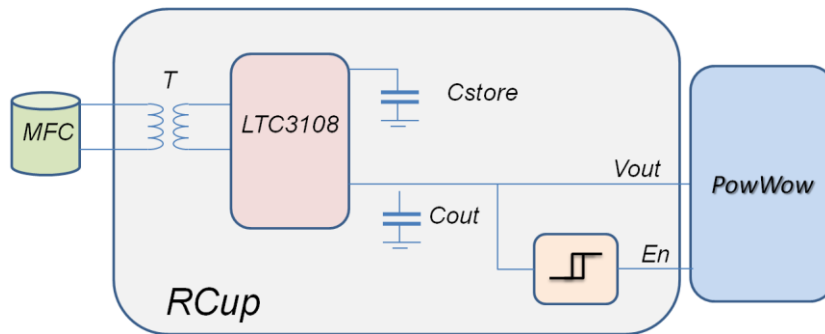 T
MFC
LTC3108
Cstore
Vout
PowWow
Cout
En
RCup